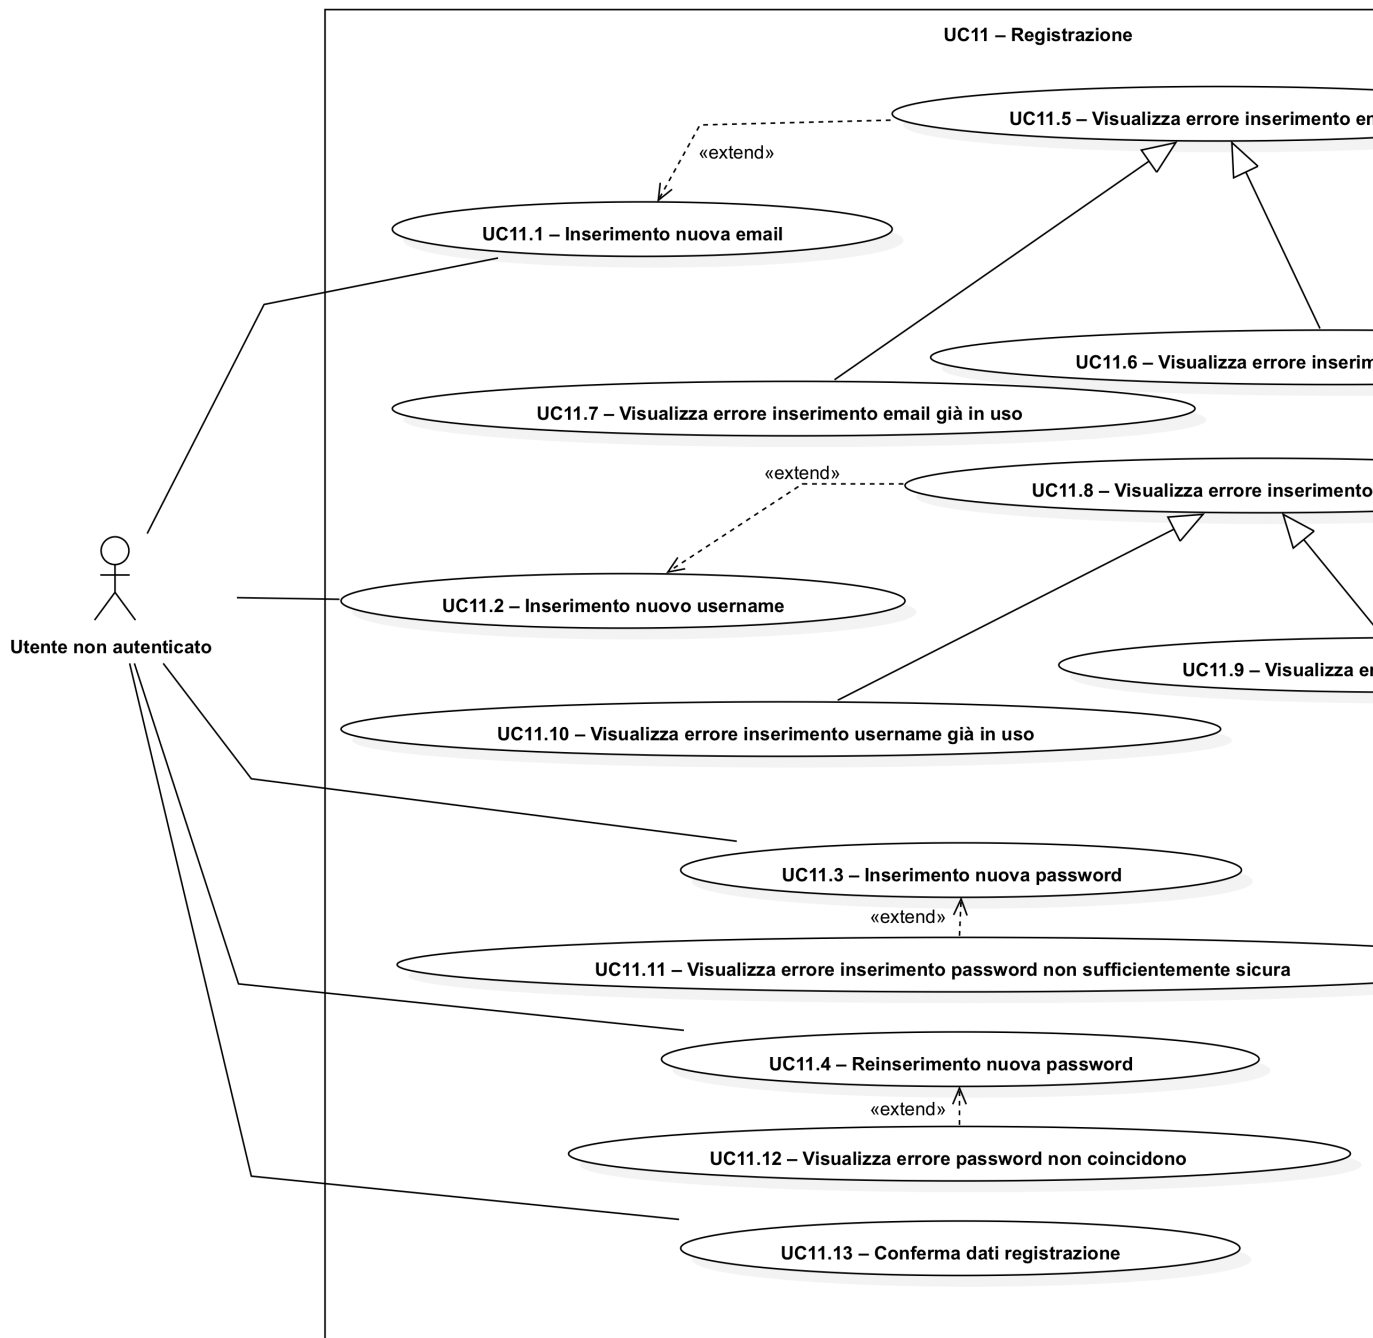 UC11 – Registrazione
UC11.5 – Visualizza errore inserimento
«extend»
UC11.1 – Inserimento nuova email
UC11.6 – Visualizza errore
UC11.7 – Visualizza errore inserimento email già in uso
«extend»
UC11.8 – Visualizza errore inserimento
UC11.2 – Inserimento nuovo username
Utente non autenticato
UC11.9 – Visualizza
UC11.10 – Visualizza errore inserimento username già in uso
UC11.3 – Inserimento nuova password
«extend»
UC11.11 – Visualizza errore inserimento password non sufficientemente sicura
UC11.4 – Reinserimento nuova password
«extend»
UC11.12 – Visualizza errore password non coincidono
UC11.13 – Conferma dati registrazione